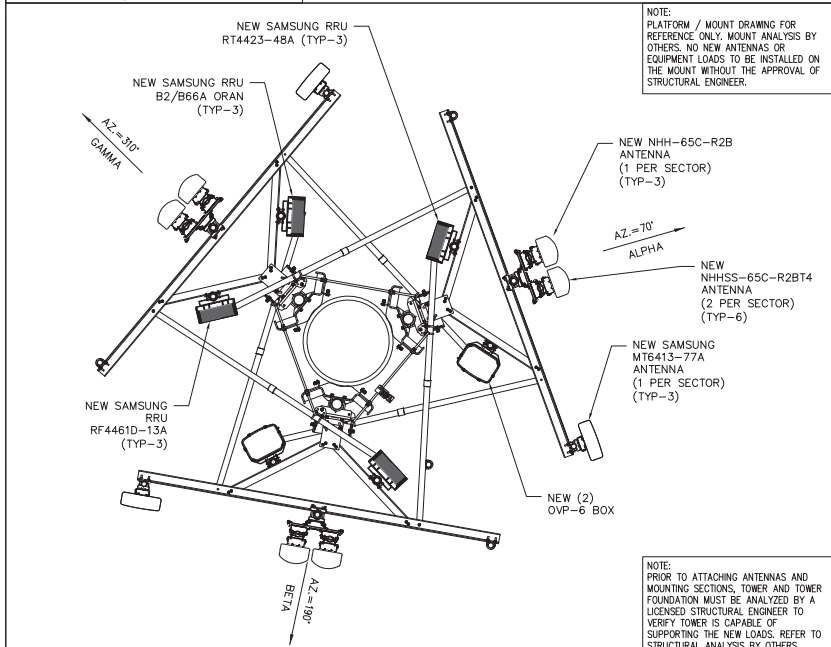 NOTE:
PLATFORM / MOUNT DRAWING FOR
REFERENCE ONLY. MOUNT ANALYSIS BY
OTHERS. NO NEW ANTENNAS OR
EQUIPMENT LOADS TO BE INSTALLED ON
THE MOUNT WITHOUT THE APPROVAL OF
STRUCTURAL ENGINEER.
NEW SAMSUNG RRU
RT4423-48A (TYP-3)
NEW SAMSUNG RRU
B2/B66A ORAN
(TYP-3)
AZ.=310°
GAMMA
NEW NHH-65C-R2B
ANTENNA
(1 PER SECTOR)
(TYP-3)
AZ.=70°
ALPHA
NEW
NHHSS-65C-R2BT4
ANTENNA
(2 PER SECTOR)
(TYP-6)
NEW SAMSUNG
MT6413-77A
ANTENNA
(1 PER SECTOR)
(TYP-3)
NEW SAMSUNG
RRU
RF4461D-13A
(TYP-3)
NEW (2)
OVP-6 BOX
AZ.=190°
BETA
NOTE:
PRIOR TO ATTACHING ANTENNAS AND
MOUNTING SECTIONS, TOWER AND TOWER
FOUNDATION MUST BE ANALYZED BY A
LICENSED STRUCTURAL ENGINEER TO
VERIFY TOWER IS CAPABLE OF
SUPPORTING THE NEW LOADS. REFER TO
STRUCTURAL ANALYSIS BY OTHERS